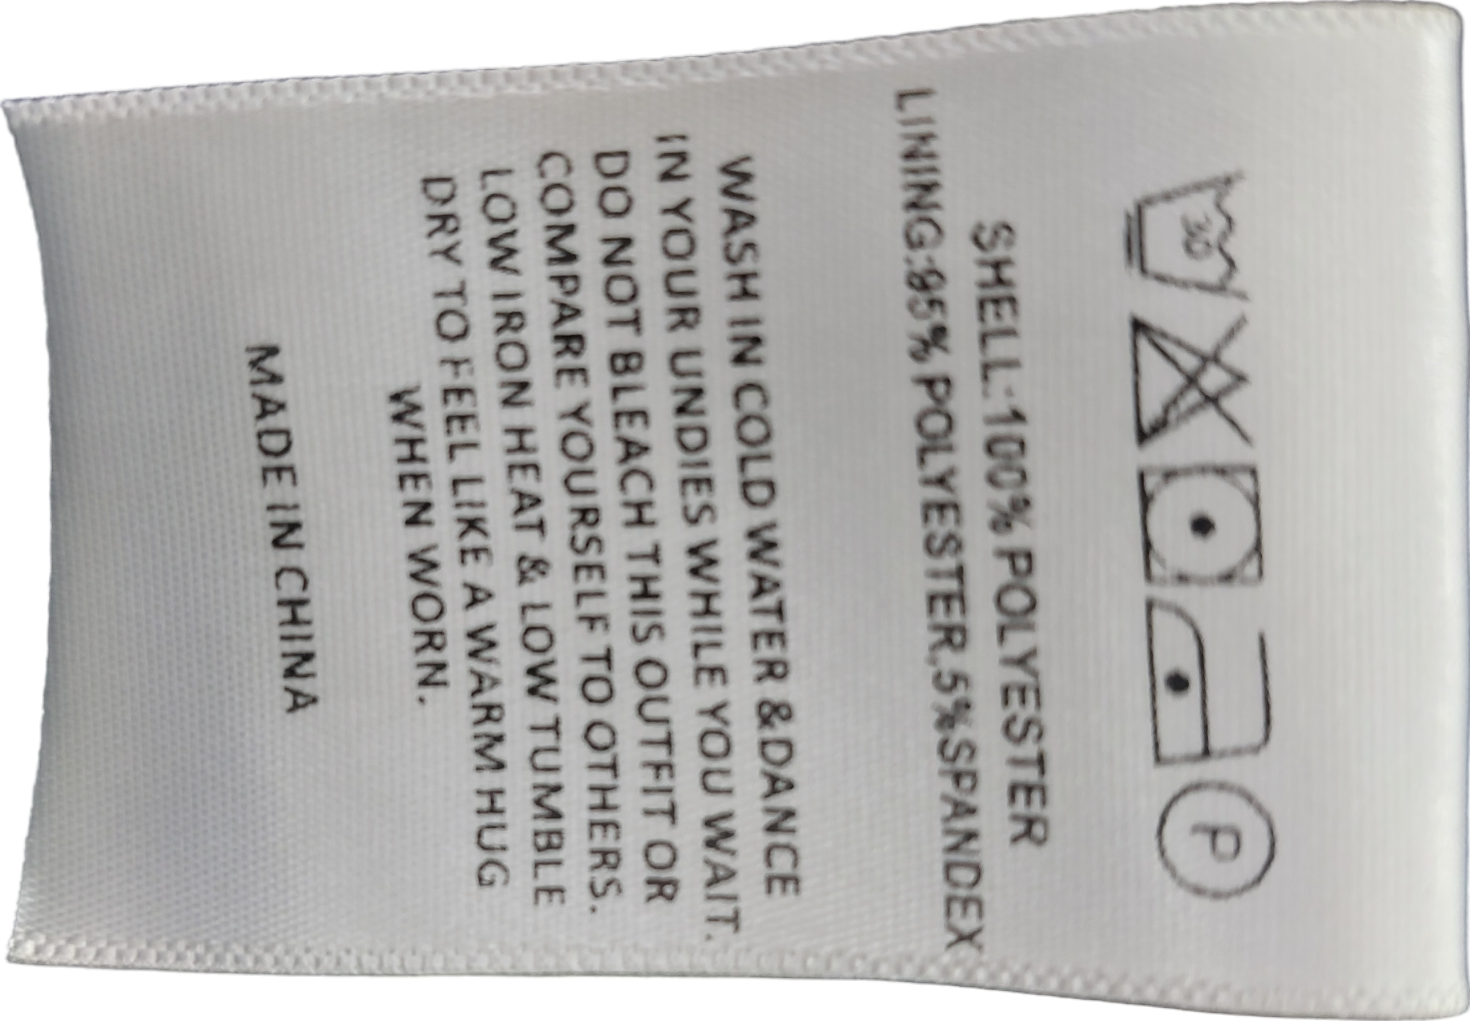 30
P
SHELL:100% POLYESTER
LINING:95% POLYESTER,5%SPANDEX
WASH IN COLD WATER &DANCE
IN YOUR UNDIES WHILE YOU WAIT.
DO NOT BLEACH THIS OUTFIT OR
COMPARE YOURSELF TO OTHERS.
LOW IRON HEAT & LOW TUMBLE
DRY TO FEEL LIKE A WARM HUG
WHEN WORN.
MADE IN CHINA